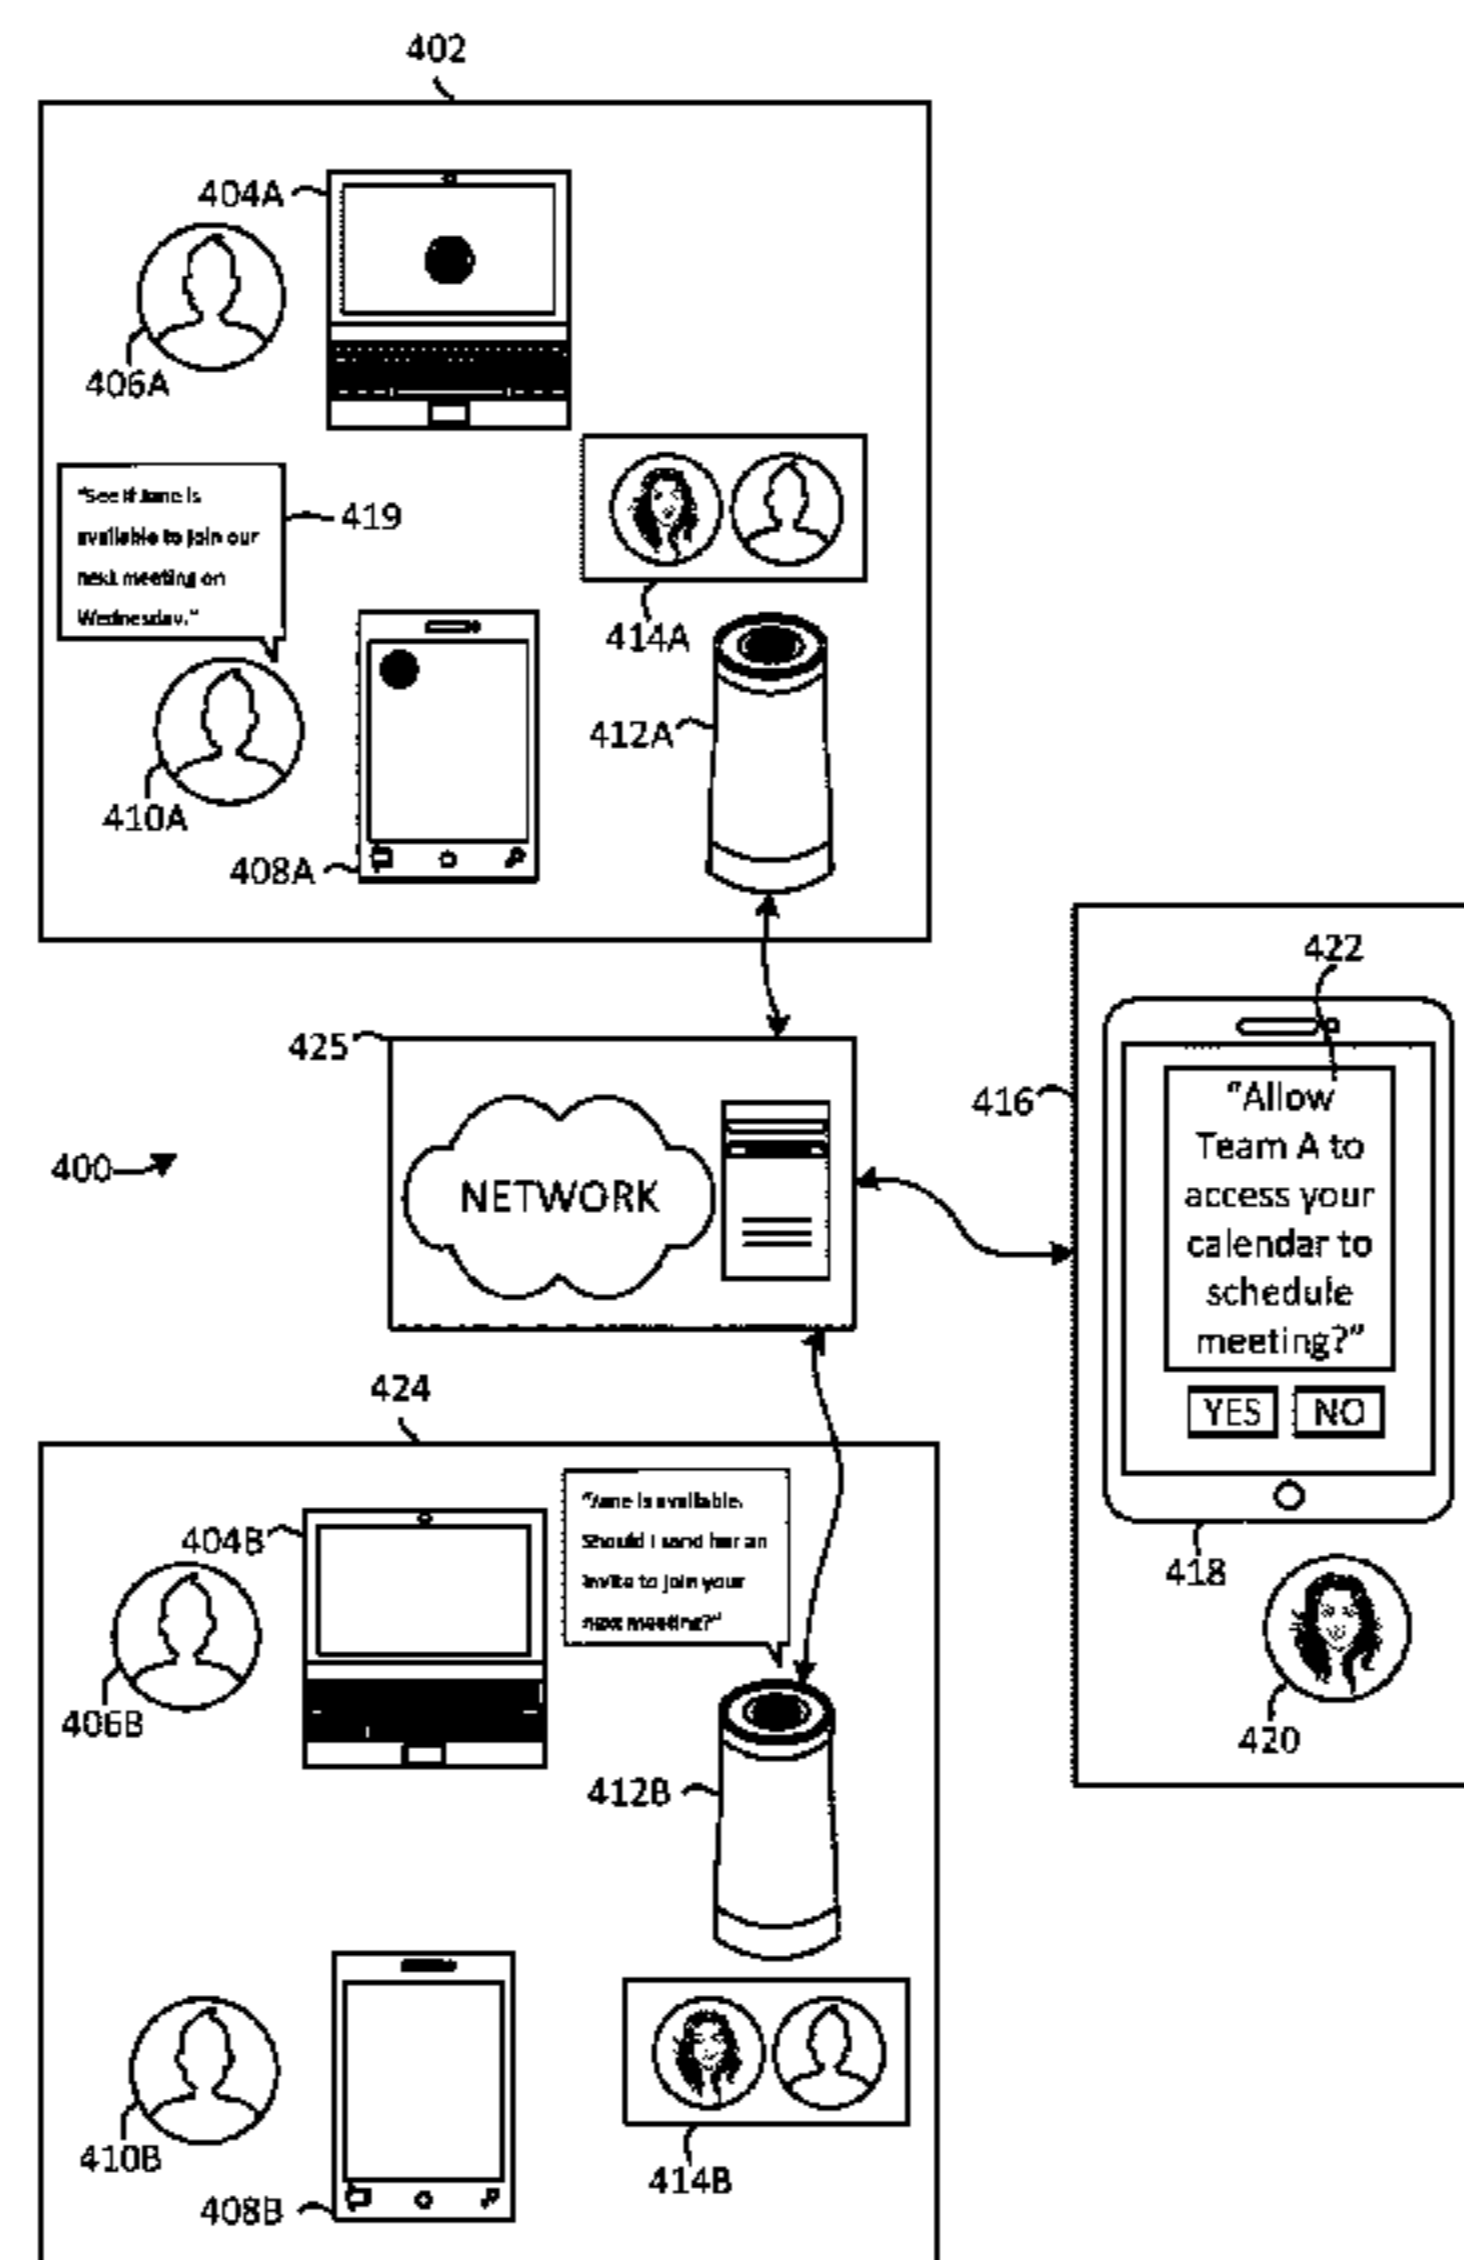 402
404A
406A
"See if Jane is
available to join our
next meeting on
Wednesday."
419
414A
412A
410A
408A
425
NETWORK
400
416
422
"Allow
Team A to
access your
calendar to
schedule
meeting?"
YES NO
418
420
424
404B
406B
"Jane is available.
Should I send her an
invite to join your
next meeting?"
412B
410B
408B
414B